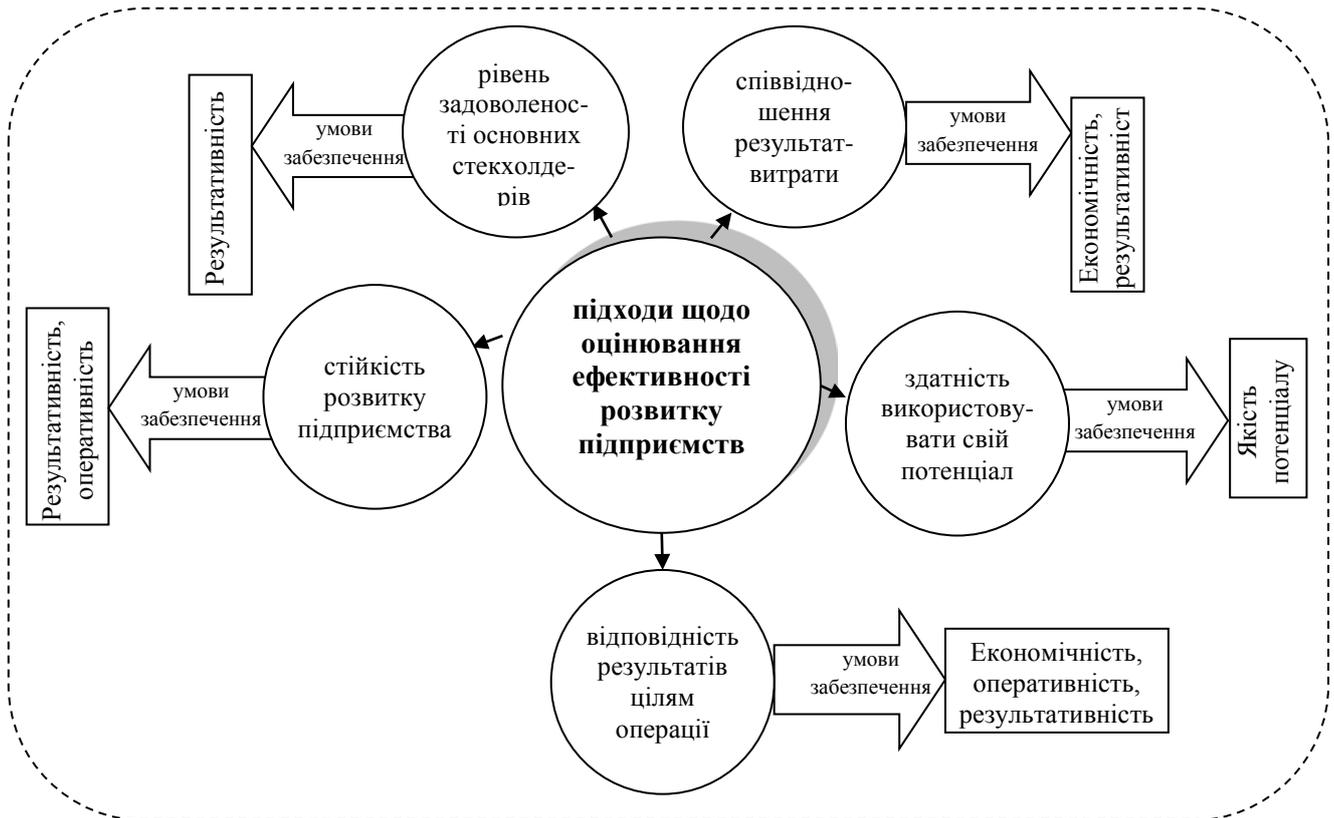 рівень
задоволенос-
ті основних
стекхолде-
рів
умови
забезпечення
Результативність
співвідно-
шення
результат-
витрати
умови
забезпечення
Економічність,
результативніст
підходи щодо
оцінювання
ефективності
розвитку
підприємств
стійкість
розвитку
підприємства
умови
забезпечення
Результативність,
оперативність
здатність
використову-
вати свій
потенціал
умови
забезпечення
Якість
потенціалу
відповідність
результатів
цілям
операції
умови
забезпечення
Економічність,
оперативність,
результативність